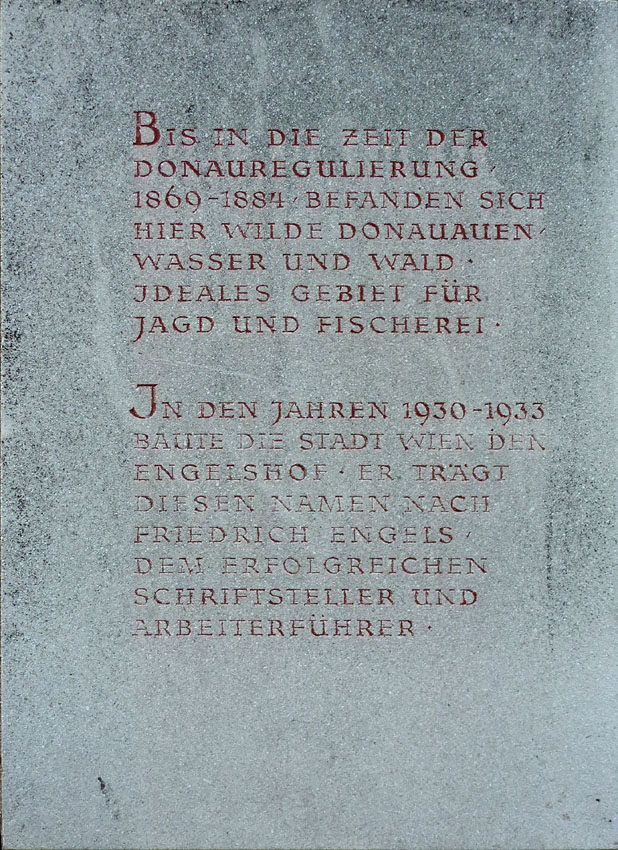 BIS IN DIE ZEIT DER
DONAUREGULIERUNG,
1869-1884, BEFANDEN SICH
HIER WILDE DONAUAUEN,
WASSER UND WALD ·
JDEALES GEBIET FÜR
JAGD UND FISCHEREI ·
JN DEN JAHREN 1930-1933
BAUTE DIE STADT WIEN DEN
ENGELSHOF · ER TRÄGT
DIESEN NAMEN NACH
FRIEDRICH ENGELS,
DEM ERFOLGREICHEN
SCHRIFTSTELLER UND
ARBEITERFÜHRER ·